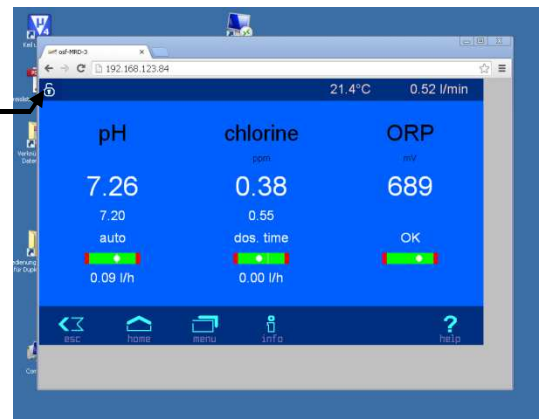 osf-MRD-3
192.168.123.84
21.4°C 0.52 l/min
pH chlorine ORP
ppm mV
7.26 0.38 689
7.20 0.55
auto dos. time OK
0.09 l/h 0.00 l/h
esc home menu info help